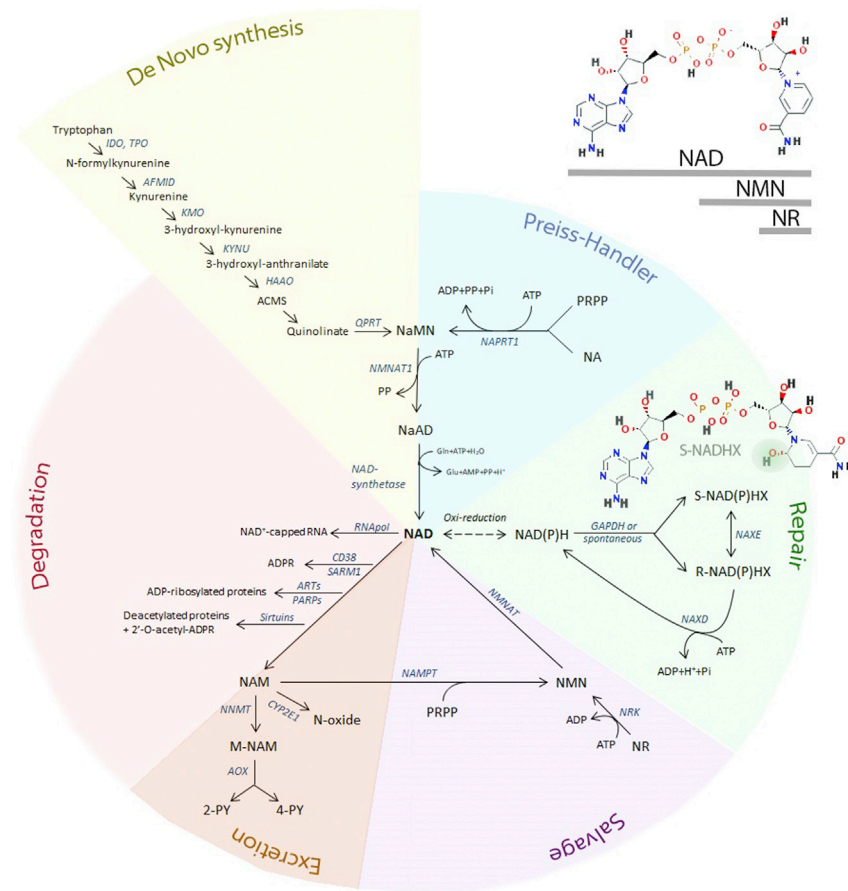 De Novo synthesis
Tryptophan
IDO, TPO
N-formylkynurenine
AFMID
Kynurenine
KMO
3-hydroxyl-kynurenine
KYNU
3-hydroxyl-anthranilate
HAAO
ACMS
Quinolinate
QPRT
NaMN
NAD
NMN
NR
Preiss-Handler
ADP+PP+Pi
ATP
PRPP
NAPRT1
NA
NMNAT1
ATP
PP
NaAD
NAD-
synthetase
Gln+ATP+H₂O
Glu+AMP+PP+H⁺
NAD
Degradation
NAD⁺-capped RNA
RNApol
ADPR
CD38
SARM1
ADP-ribosylated proteins
ARTs
PARPs
Deacetylated proteins
+ 2'-O-acetyl-ADPR
Sirtuins
Oxi-reduction
NAD(P)H
GAPDH or
spontaneous
S-NADHX
S-NAD(P)HX
NAXE
R-NAD(P)HX
NAXD
ATP
ADP+H⁺+Pi
Repair
NMNAT
NAM
NAMPT
PRPP
NMN
NRK
ADP
ATP
NR
Salvage
NNMT
CYP2E1
N-oxide
M-NAM
AOX
2-PY
4-PY
Excretion